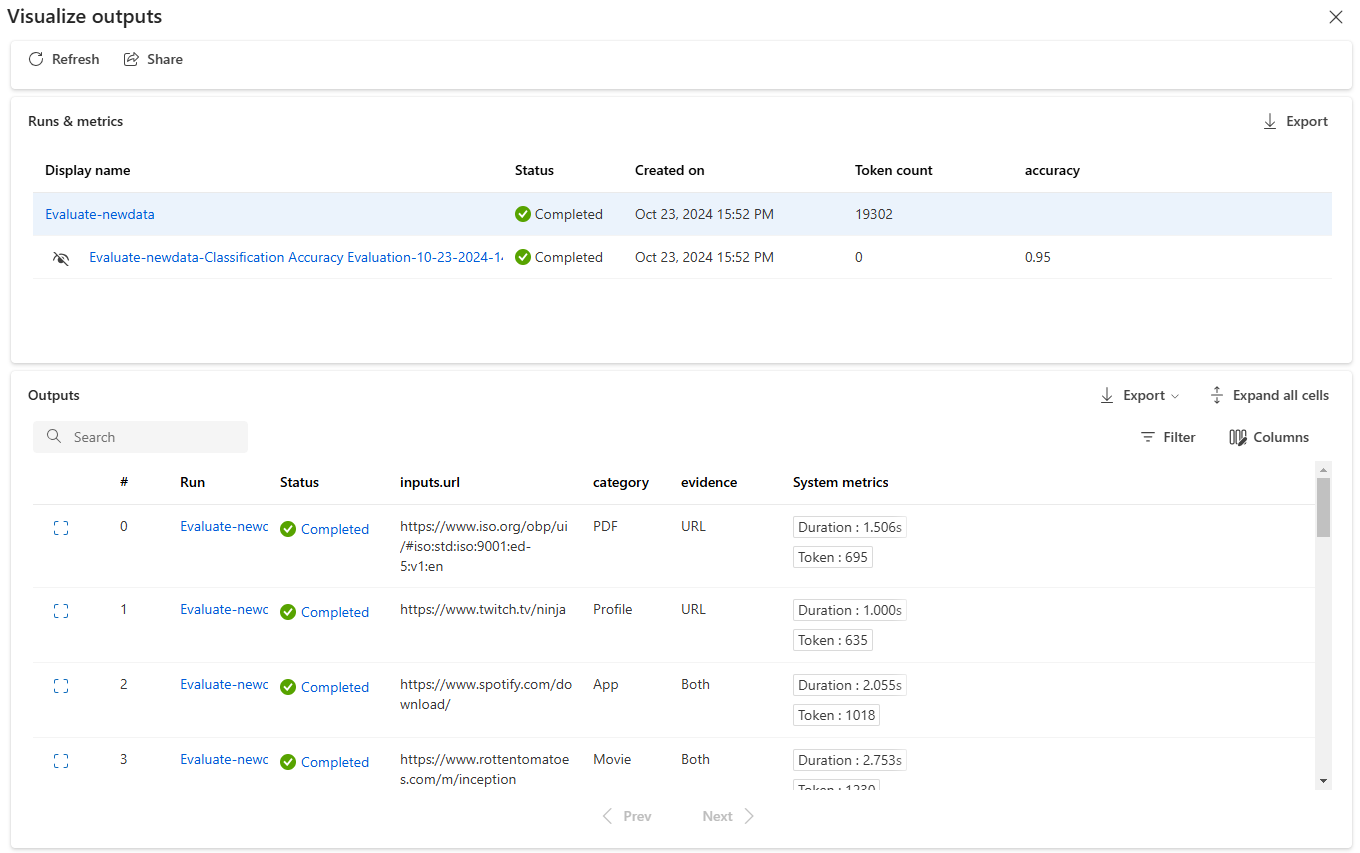 Visualize outputs
Refresh Share
Runs & metrics Export
Display name Status Created on Token count accuracy
Evaluate-newdata Completed Oct 23, 2024 15:52 PM 19302
Evaluate-newdata-Classification Accuracy Evaluation-10-23-2024-14 Completed Oct 23, 2024 15:52 PM 0 0.95
Outputs Export Expand all cells
Search Filter Columns
# Run Status inputs.url category evidence System metrics
0 Evaluate-newc Completed https://www.iso.org/obp/ui PDF URL Duration : 1.506s
/#iso:std:iso:9001:ed-
5:v1:en
Token : 695
1 Evaluate-newc Completed https://www.twitch.tv/ninja Profile URL Duration : 1.000s
Token : 635
2 Evaluate-newc Completed https://www.spotify.com/do App Both Duration : 2.055s
wnload/
Token : 1018
3 Evaluate-newc Completed https://www.rottentomatoe Movie Both Duration : 2.753s
s.com/m/inception
Token : 1230
Prev Next